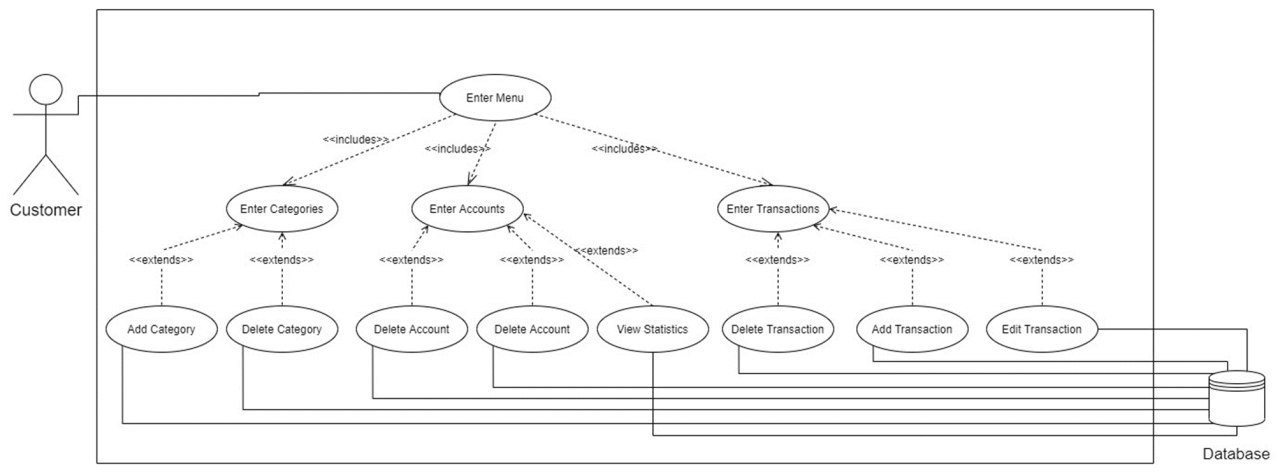 Enter Menu
<<includes>>
<<includes>>
<<includes>>
Customer
Enter Categories
Enter Accounts
Enter Transactions
<<extends>>
<<extends>>
<<extends>>
<<extends>>
<<extends>>
<<extends>>
<<extends>>
<<extends>>
Add Category
Delete Category
Delete Account
Delete Account
View Statistics
Delete Transaction
Add Transaction
Edit Transaction
Database